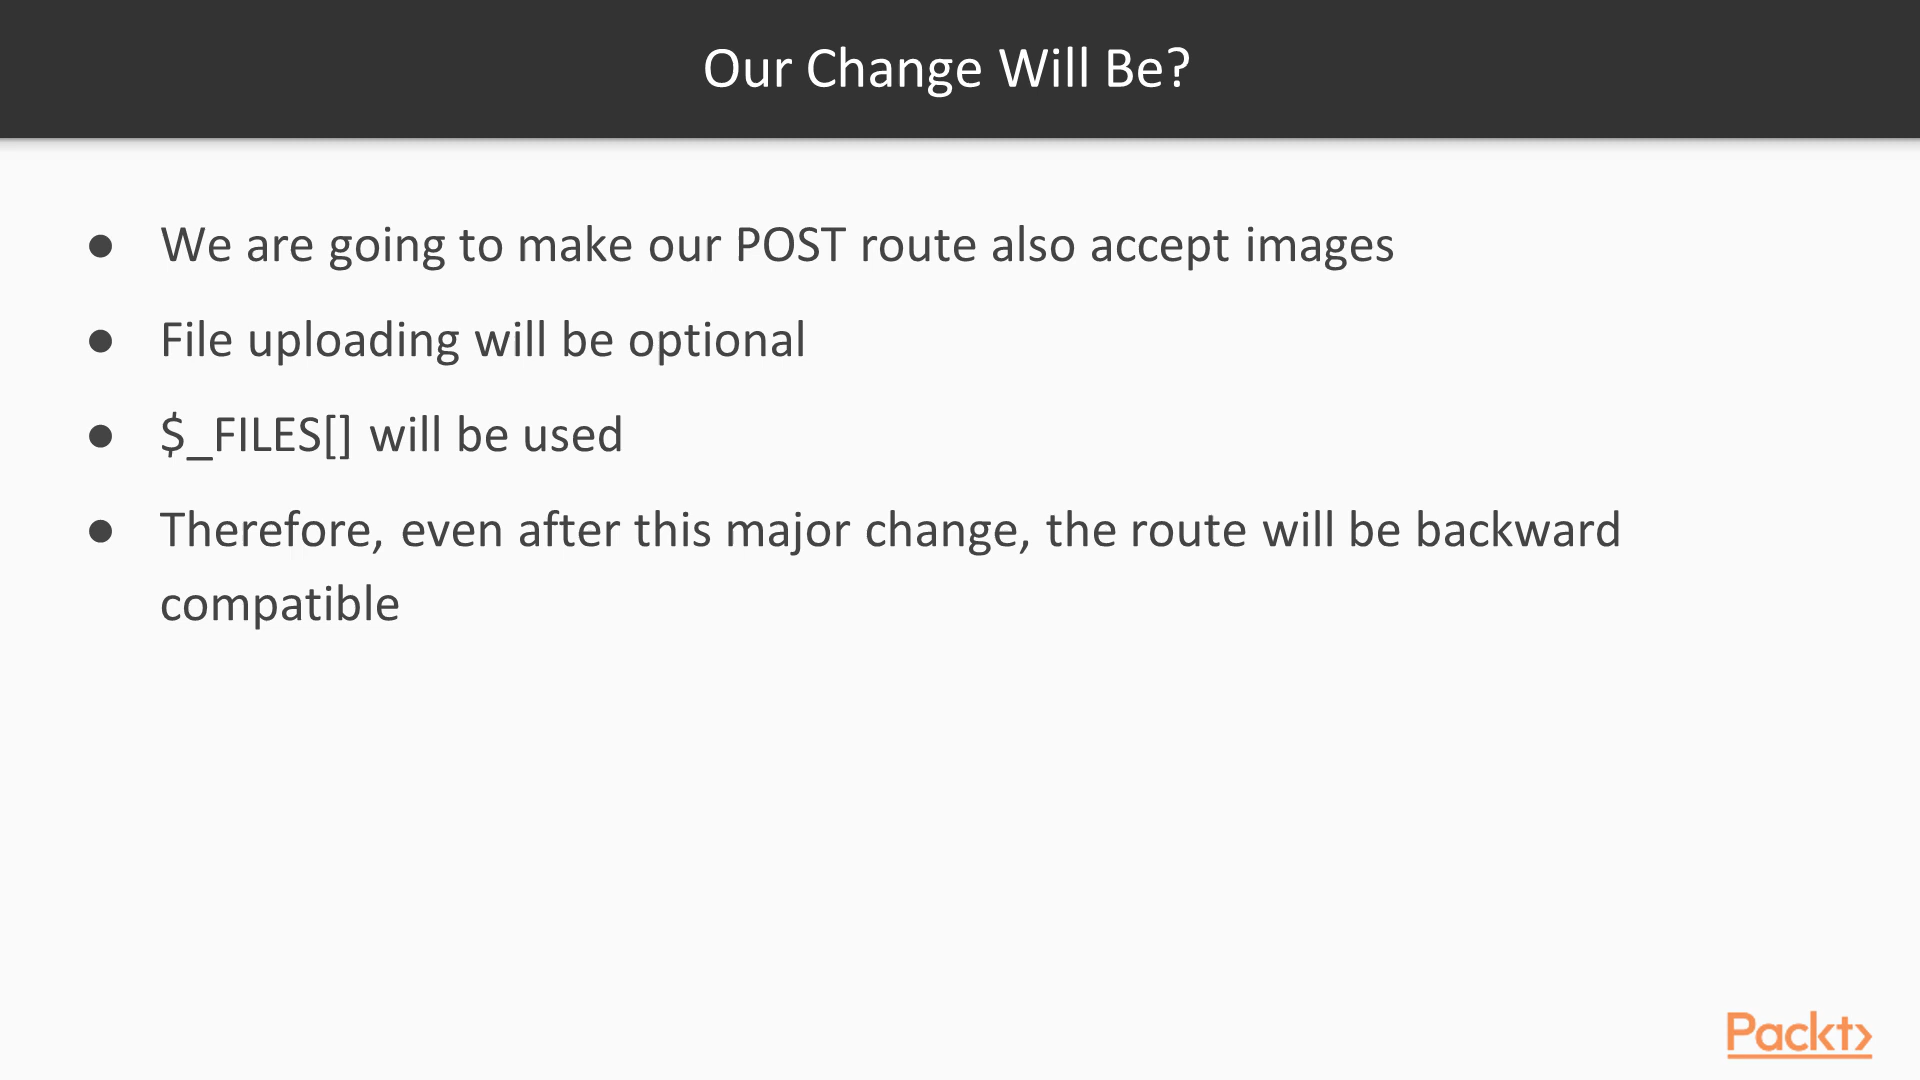 Our Change Will Be?
● We are going to make our POST route also accept images
● File uploading will be optional
● $_FILES[] will be used
● Therefore, even after this major change, the route will be backward
compatible
Packt>